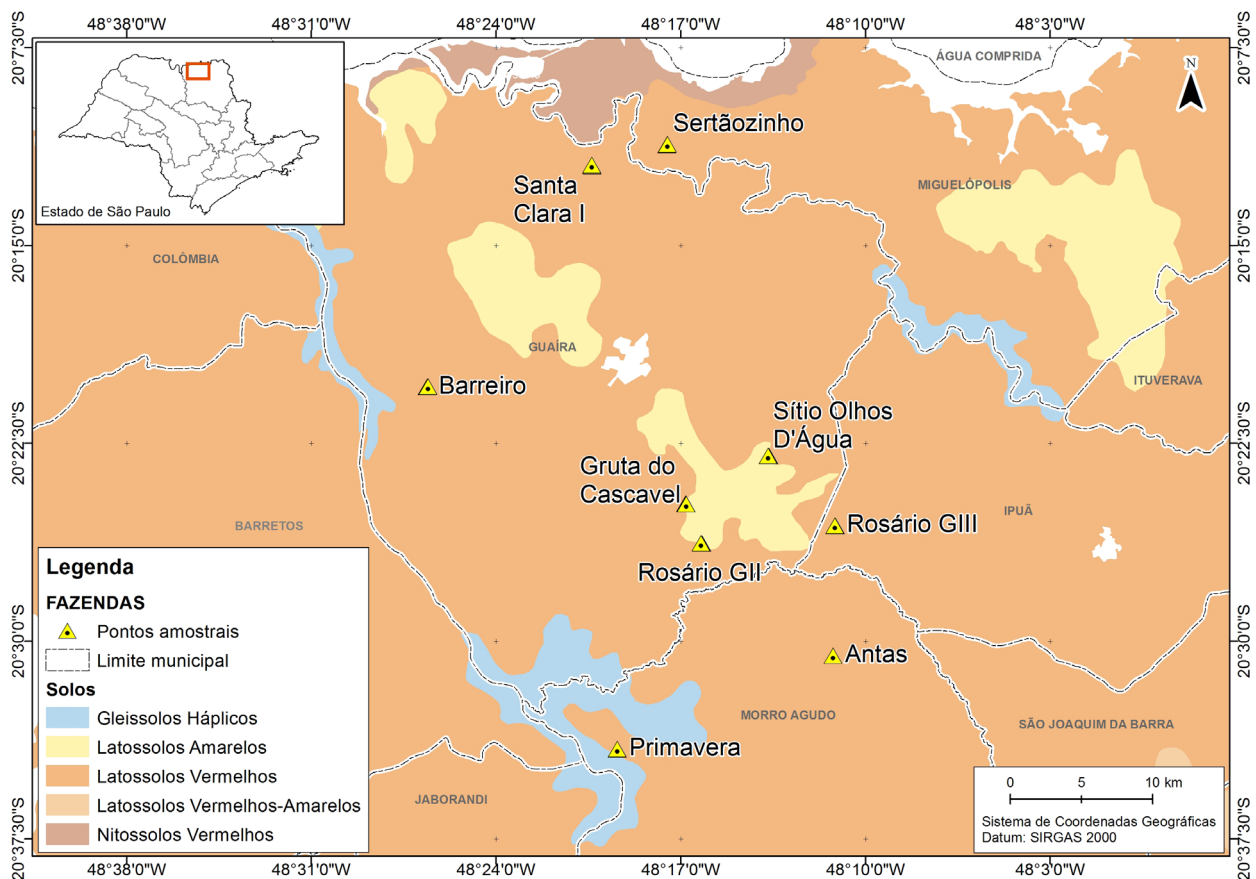 48°38'0"W 48°31'0"W 48°24'0"W 48°17'0"W 48°10'0"W 48°3'0"W
20°7'30"S 20°7'30"S
ÁGUA COMPRIDA
N
Sertãozinho
Estado de São Paulo
Santa
Clara I
MIGUELÓPOLIS
20°15'0"S 20°15'0"S
COLÔMBIA
GUAÍRA
ITUVERAVA
Barreiro
Sítio Olhos
D'Água
20°22'30"S 20°22'30"S
Gruta do
Cascavel
IPUÃ
BARRETOS
Rosário GIII
Rosário GII
Legenda
FAZENDAS
Pontos amostrais
Limite municipal
Solos
Gleissolos Háplicos
Latossolos Amarelos
Latossolos Vermelhos
Latossolos Vermelhos-Amarelos
Nitossolos Vermelhos
20°30'0"S 20°30'0"S
Antas
MORRO AGUDO
SÃO JOAQUIM DA BARRA
Primavera
JABORANDI
0 5 10 km
Sistema de Coordenadas Geográficas
Datum: SIRGAS 2000
20°37'30"S 20°37'30"S
48°38'0"W 48°31'0"W 48°24'0"W 48°17'0"W 48°10'0"W 48°3'0"W